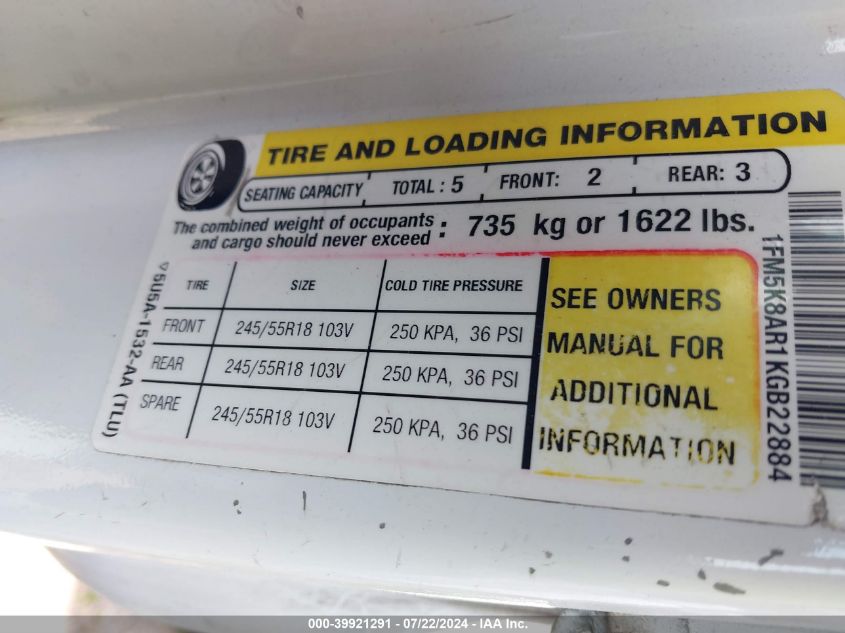 TIRE AND LOADING INFORMATION
SEATING CAPACITY TOTAL : 5 FRONT: 2 REAR: 3
The combined weight of occupants
and cargo should never exceed : 735 kg or 1622 lbs.
TIRE SIZE COLD TIRE PRESSURE
FRONT 245/55R18 103V 250 KPA, 36 PSI
REAR 245/55R18 103V 250 KPA, 36 PSI
SPARE 245/55R18 103V 250 KPA, 36 PSI
SEE OWNERS
MANUAL FOR
ADDITIONAL
INFORMATION
5U5A-1532-AA (TLU)
1FM5K8AR1KGB22884
000-39921291 - 07/22/2024 - IAA Inc.